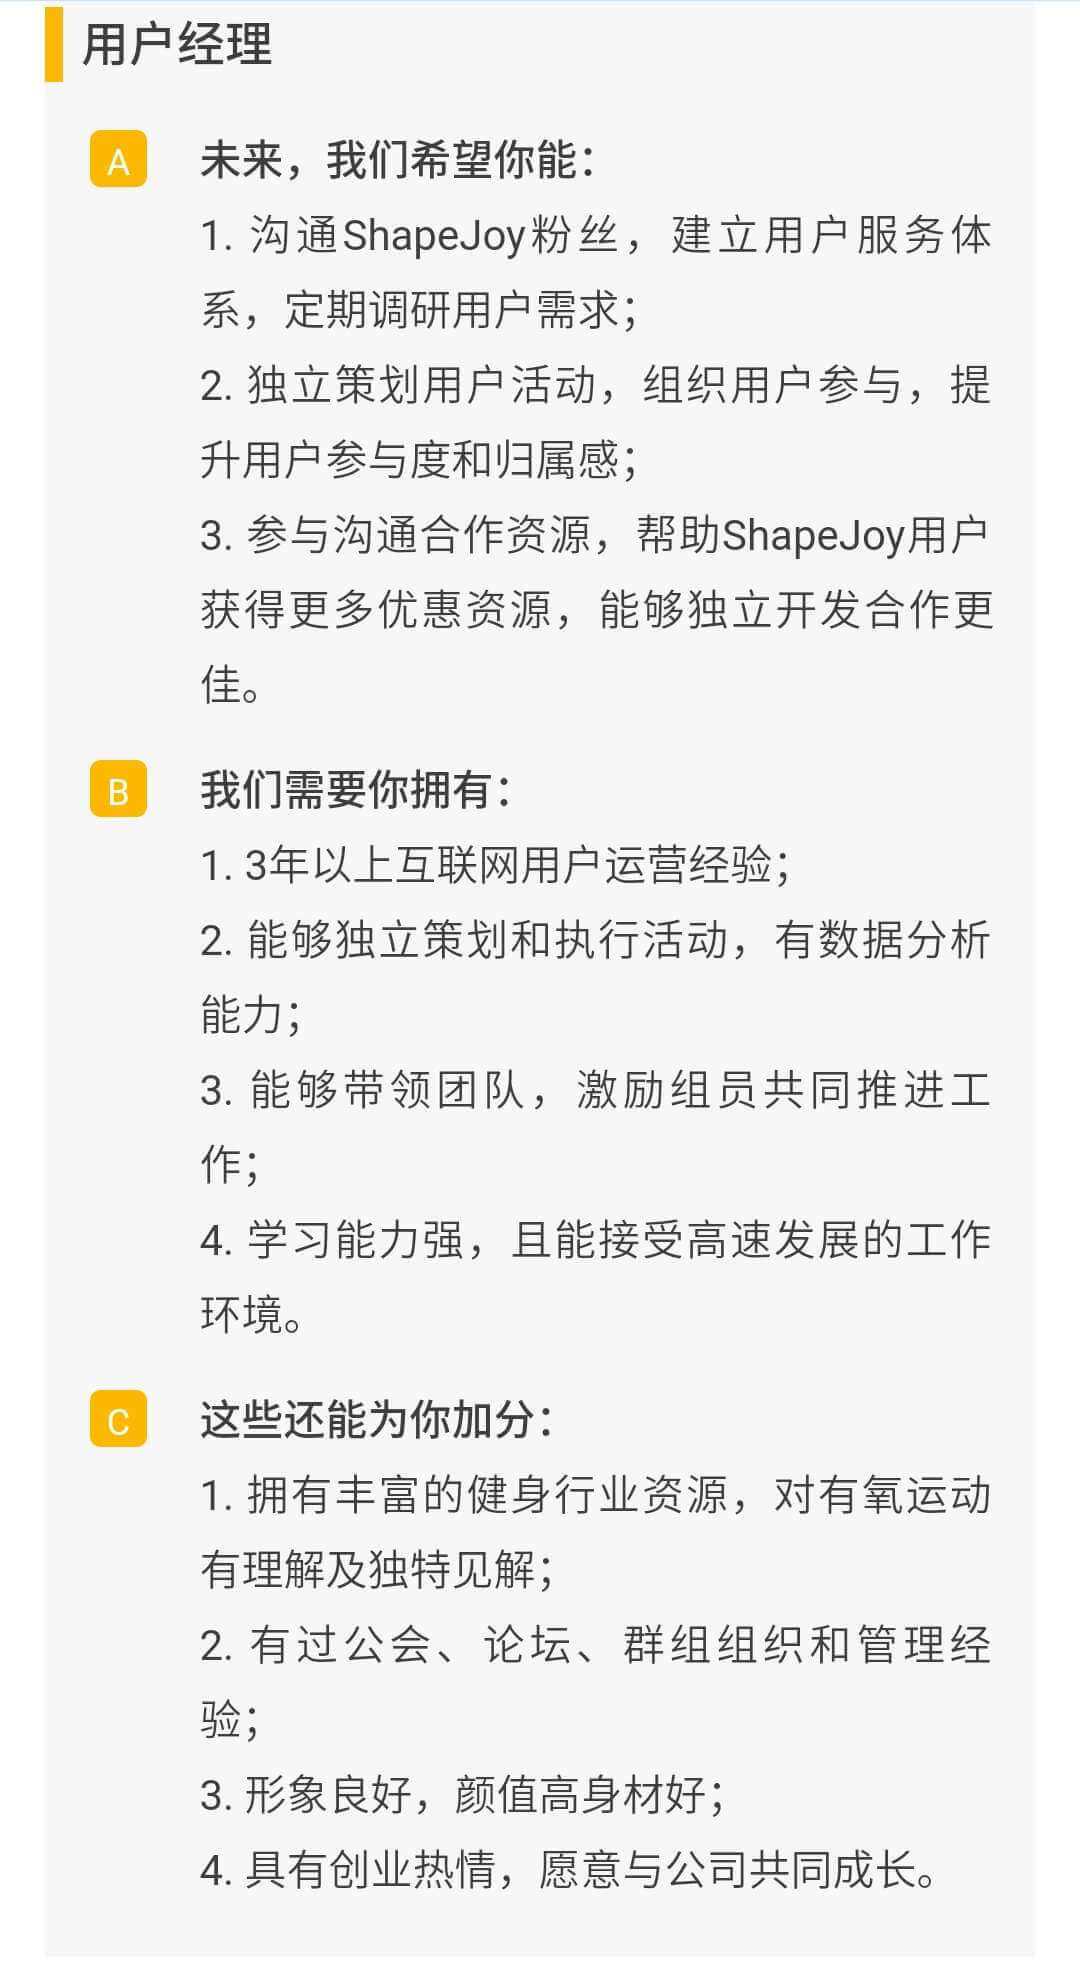 用户经理
A
未来，我们希望你能：
1. 沟通ShapeJoy粉丝，建立用户服务体
系，定期调研用户需求；
2. 独立策划用户活动，组织用户参与，提
升用户参与度和归属感；
3. 参与沟通合作资源，帮助ShapeJoy用户
获得更多优惠资源，能够独立开发合作更
佳。
B
我们需要你拥有：
1. 3年以上互联网用户运营经验；
2. 能够独立策划和执行活动，有数据分析
能力；
3. 能够带领团队，激励组员共同推进工
作；
4. 学习能力强，且能接受高速发展的工作
环境。
C
这些还能为你加分：
1. 拥有丰富的健身行业资源，对有氧运动
有理解及独特见解；
2. 有过公会、论坛、群组组织和管理经
验；
3. 形象良好，颜值高身材好；
4. 具有创业热情，愿意与公司共同成长。